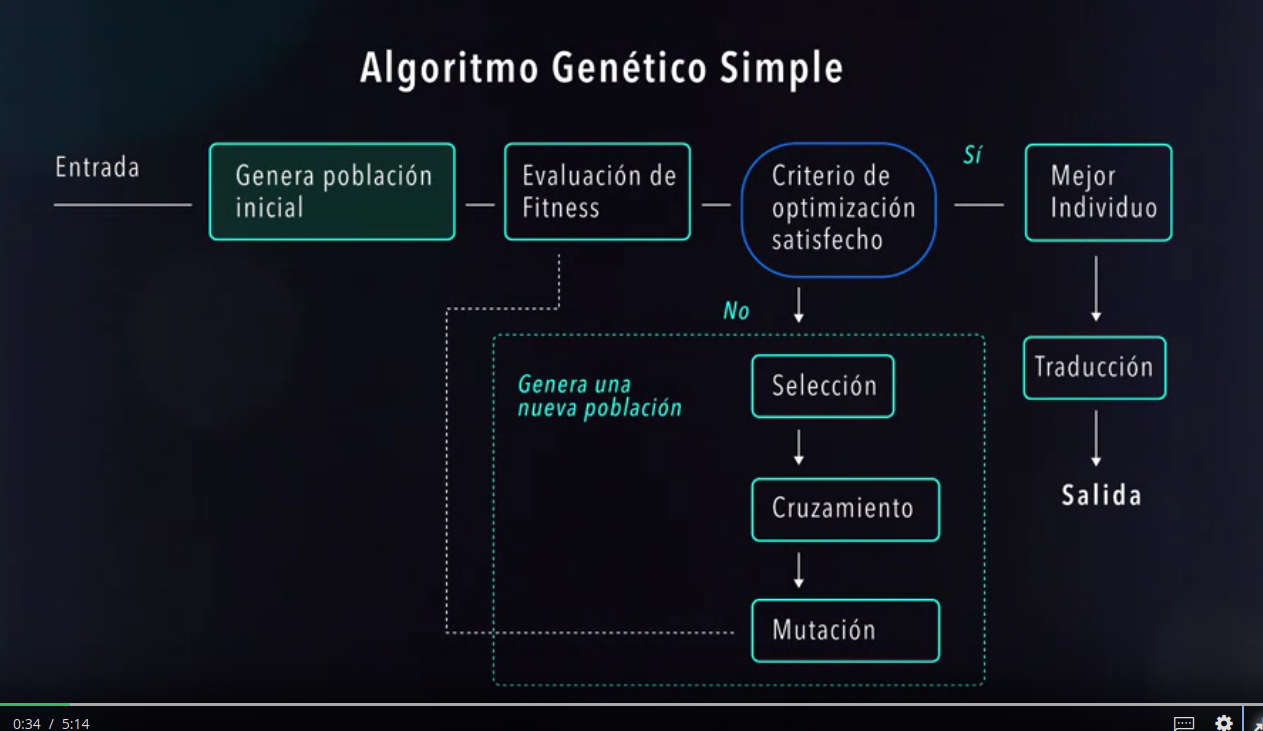 Algoritmo Genético Simple
Entrada
Genera población
inicial
Evaluación de
Fitness
Criterio de
optimización
satisfecho
Sí
Mejor
Individuo
No
Genera una
nueva población
Selección
Traducción
Cruzamiento
Salida
Mutación
0:34 / 5:14